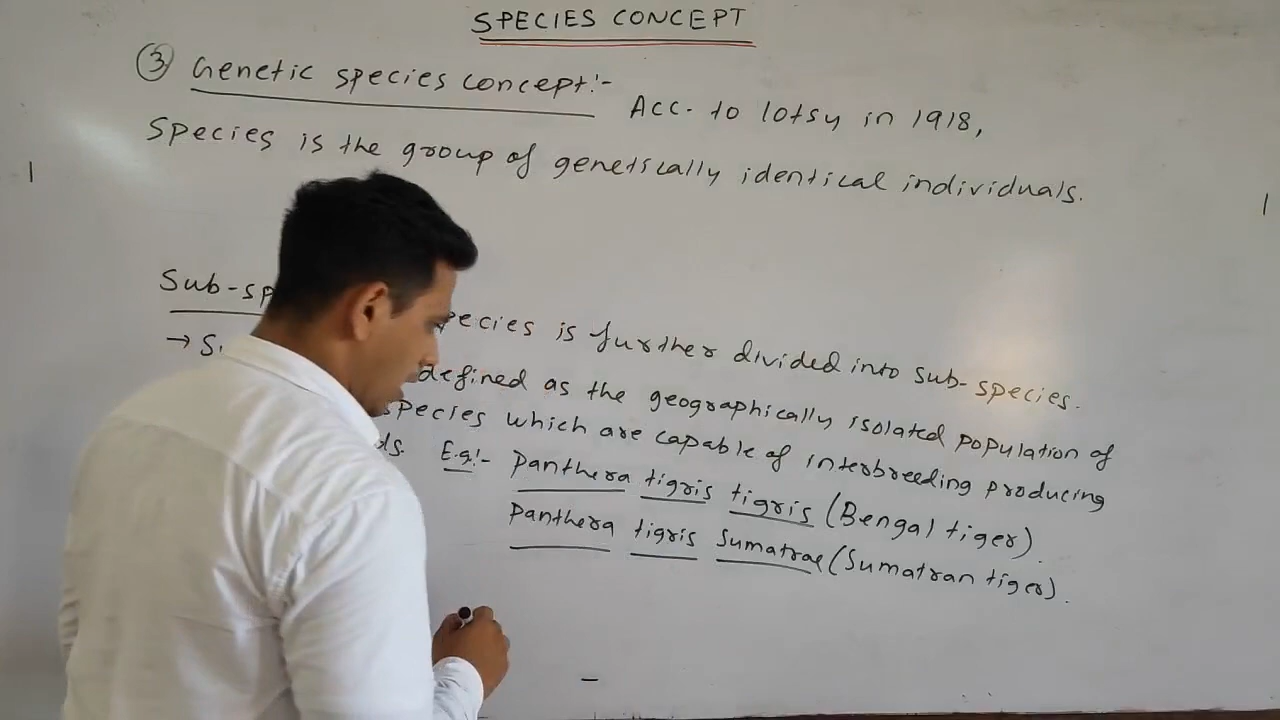 SPECIES CONCEPT
③ Genetic species concept:- Acc. to lotsy in 1918,
Species is the group of genetically identical individuals.
Sub-sp
→ S pecies is further divided into sub-species.
defined as the geographically isolated population of
species which are capable of interbreeding producing
ds. E.g:- Panthera tigris tigris (Bengal tiger).
Panthera tigris sumatrae (Sumatran tiger).